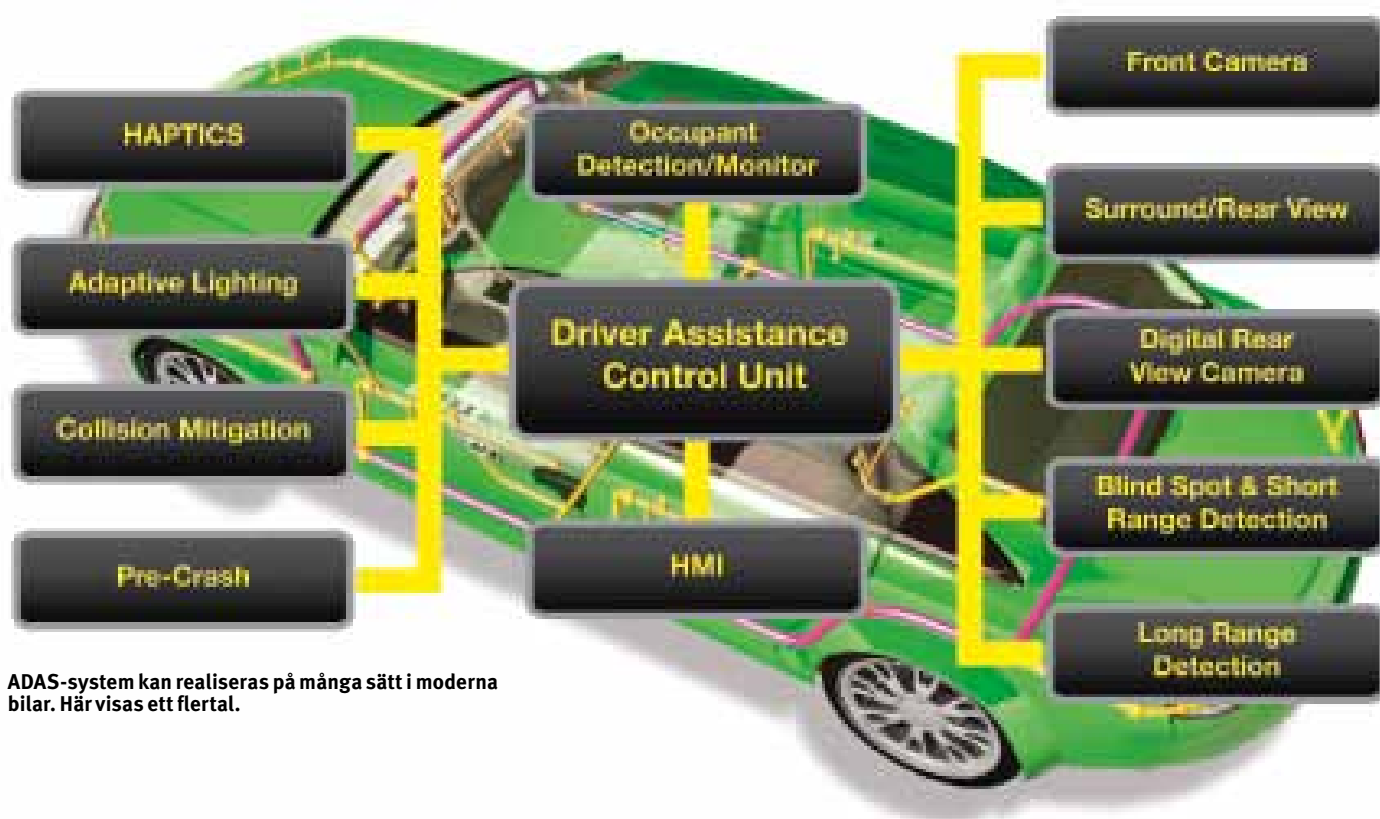 HAPTICS
Adaptive Lighting
Collision Mitigation
Pre-Crash
Occupant
Detection/Monitor
Driver Assistance
Control Unit
HMI
Front Camera
Surround/Rear View
Digital Rear
View Camera
Blind Spot & Short
Range Detection
Long Range
Detection
ADAS-system kan realiseras på många sätt i moderna
bilar. Här visas ett flertal.